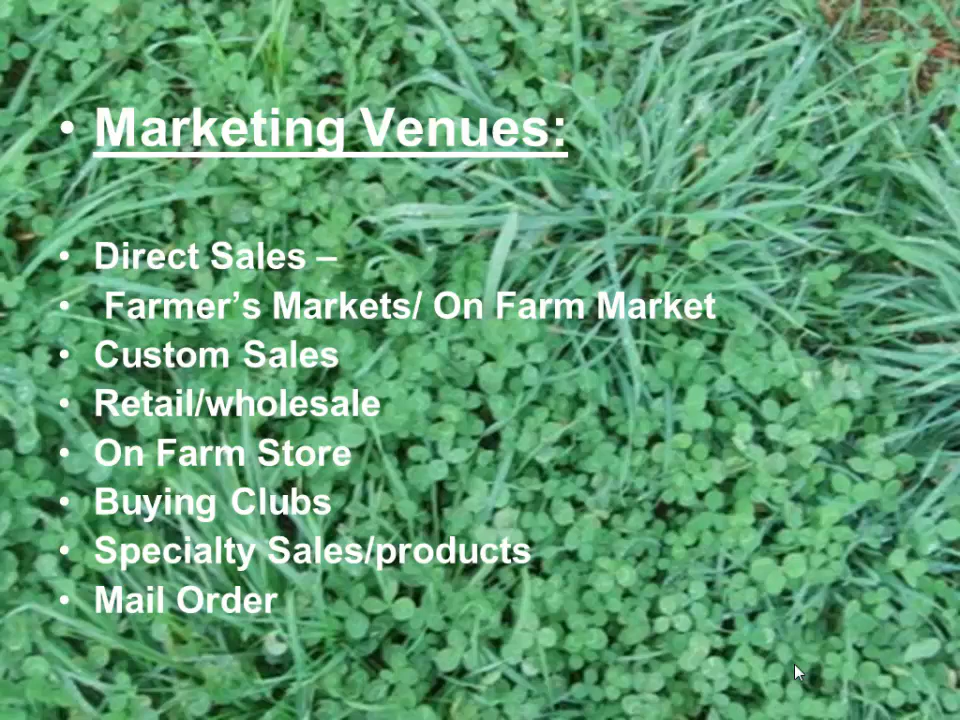 • Marketing Venues:
• Direct Sales –
• Farmer’s Markets/ On Farm Market
• Custom Sales
• Retail/wholesale
• On Farm Store
• Buying Clubs
• Specialty Sales/products
• Mail Order